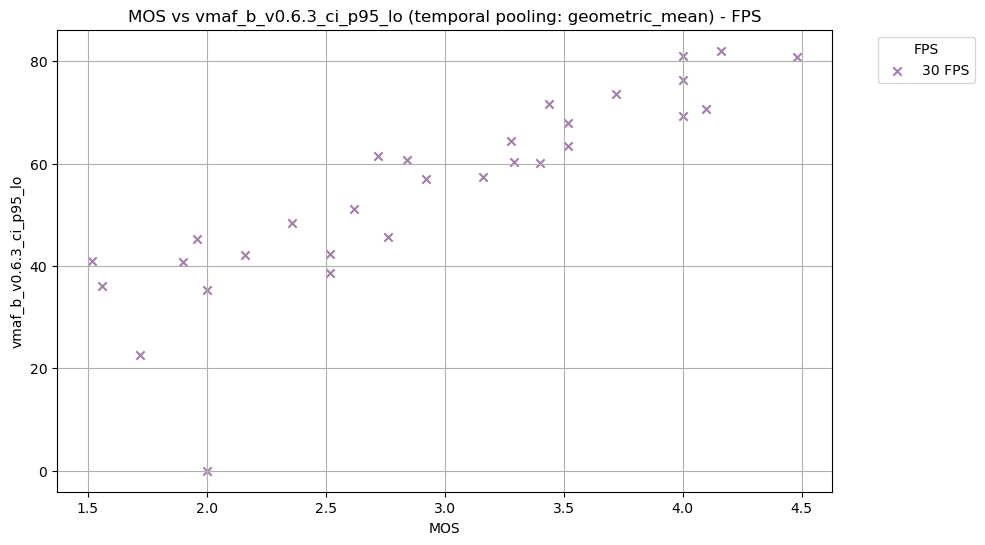 MOS vs vmaf_b_v0.6.3_ci_p95_lo (temporal pooling: geometric_mean) - FPS
FPS
30 FPS
vmaf_b_v0.6.3_ci_p95_lo
80
60
40
20
0
1.5
2.0
2.5
3.0
3.5
4.0
4.5
MOS